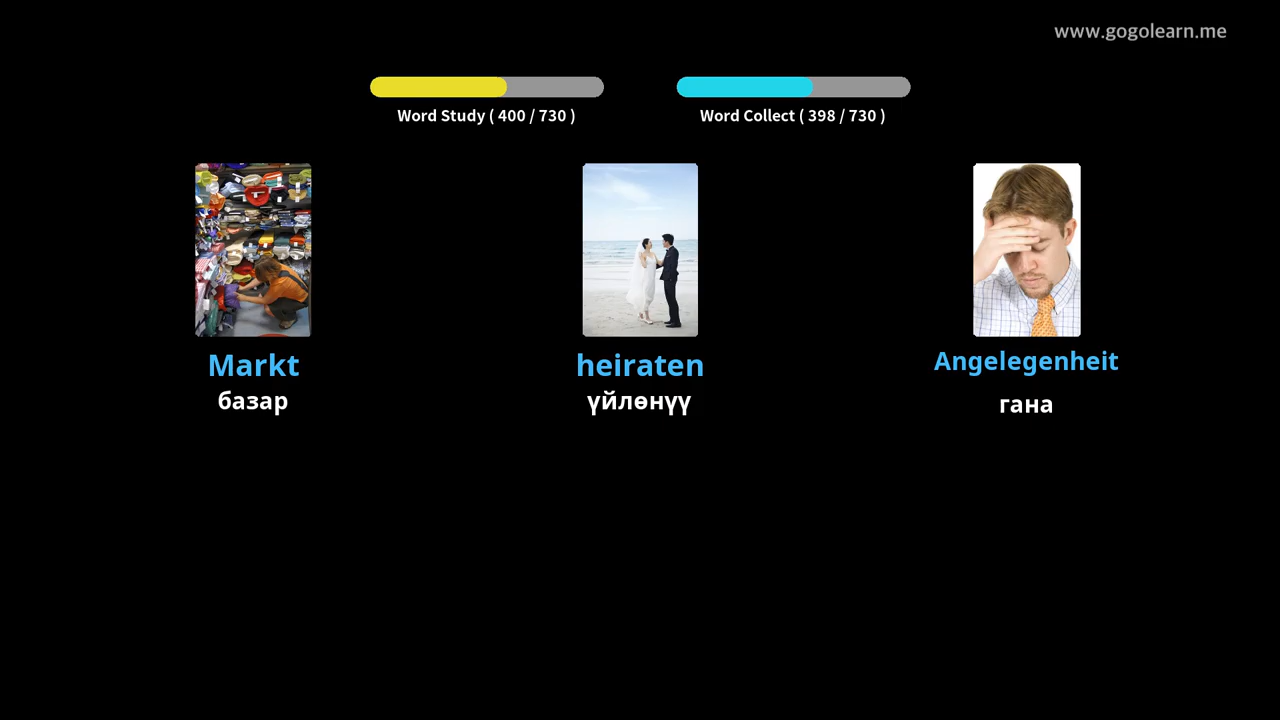 www.gogolearn.me
Word Study ( 400 / 730 )
Word Collect ( 398 / 730 )
Markt
базар
heiraten
үйлөнүү
Angelegenheit
гана